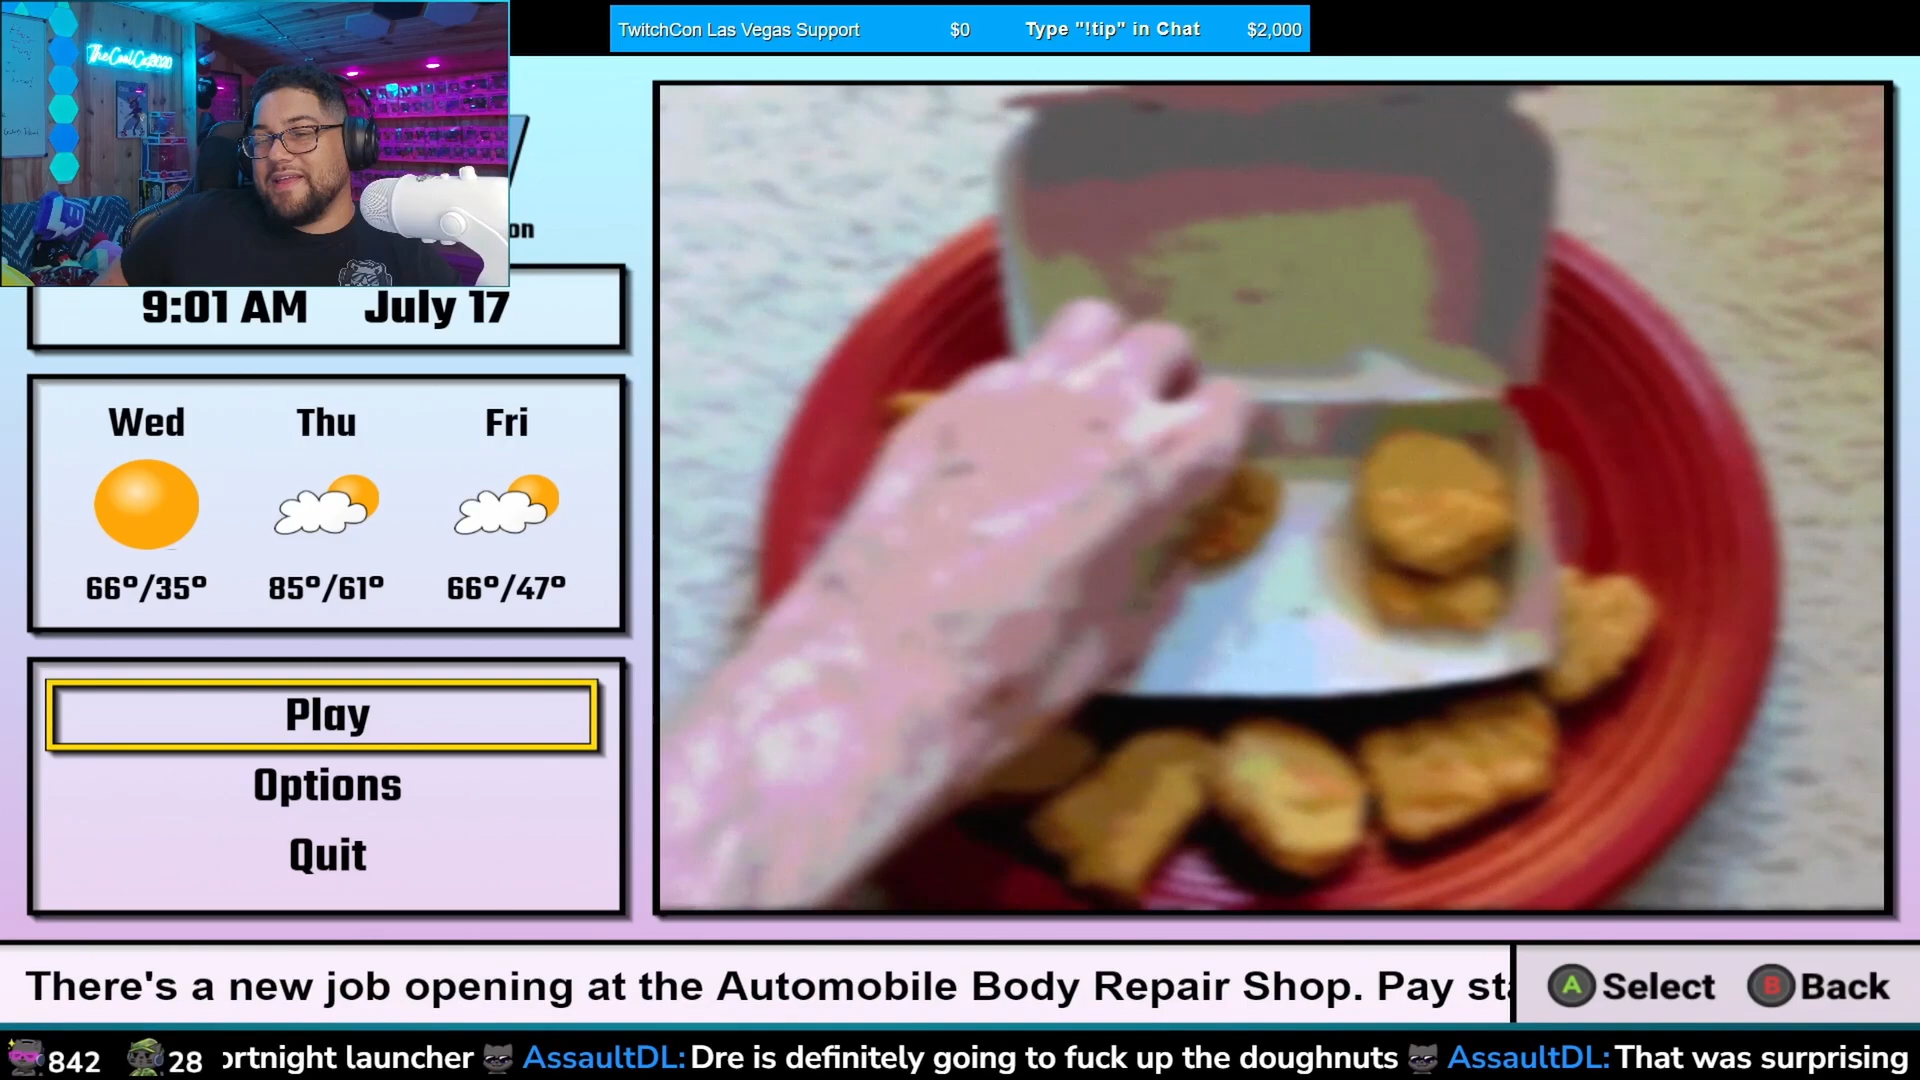 TwitchCon Las Vegas Support $0 Type "!tip" in Chat $2,000
TheCoolCat3020
on
9:01 AM July 17
Wed Thu Fri
66°/35° 85°/61° 66°/47°
Play
Options
Quit
There's a new job opening at the Automobile Body Repair Shop. Pay sta
A Select B Back
842 28 ortnight launcher AssaultDL: Dre is definitely going to fuck up the doughnuts AssaultDL: That was surprising